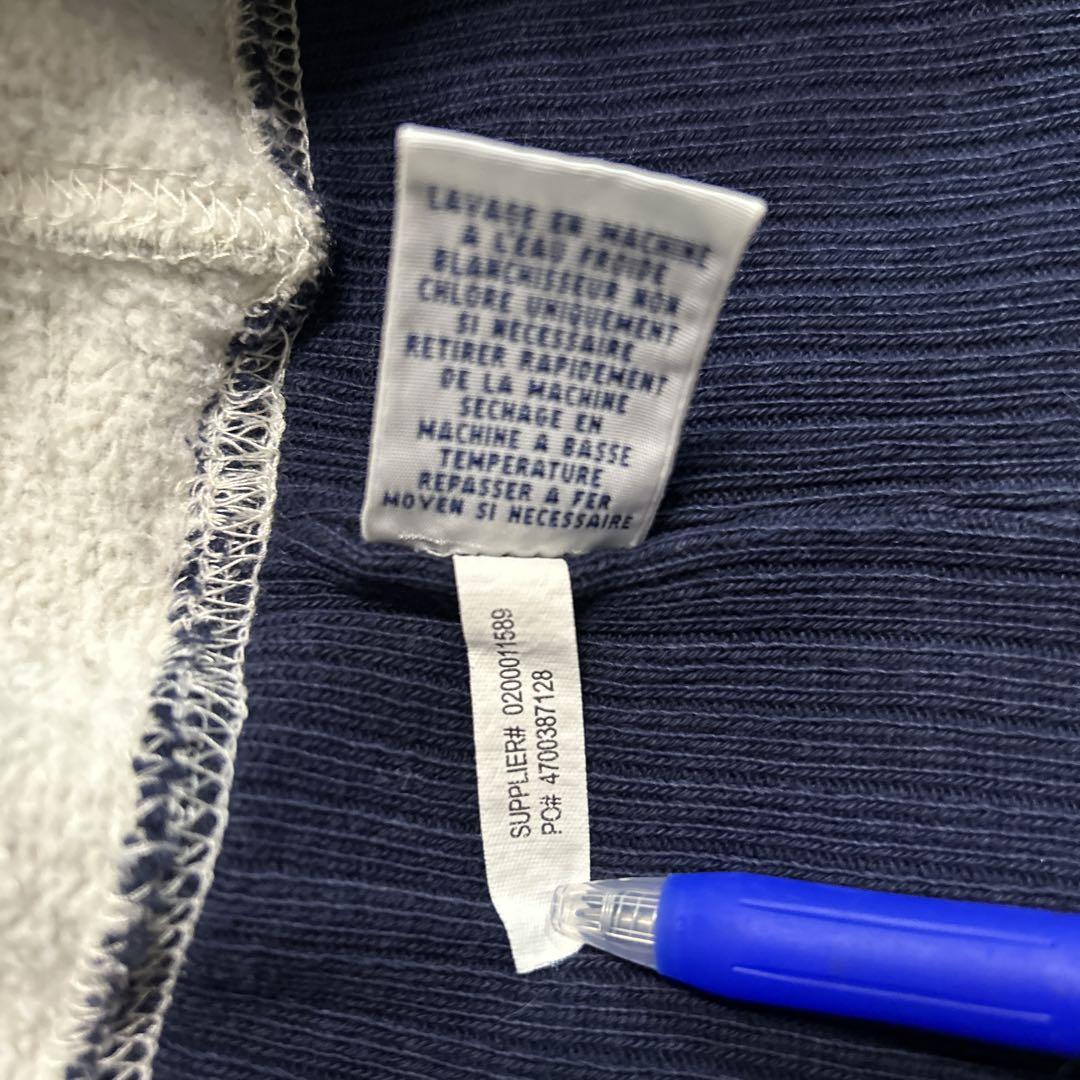 LAVAGE EN MACHINE
A L'EAU FROIDE
BLANCHISSEUR NON
CHLORE UNIQUEMENT
SI NECESSAIRE
RETIRER RAPIDEMENT
DE LA MACHINE
SECHAGE EN
MACHINE A BASSE
TEMPERATURE
REPASSER A FER
MOYEN SI NECESSAIRE
SUPPLIER# 0200011589
PO# 4700387128